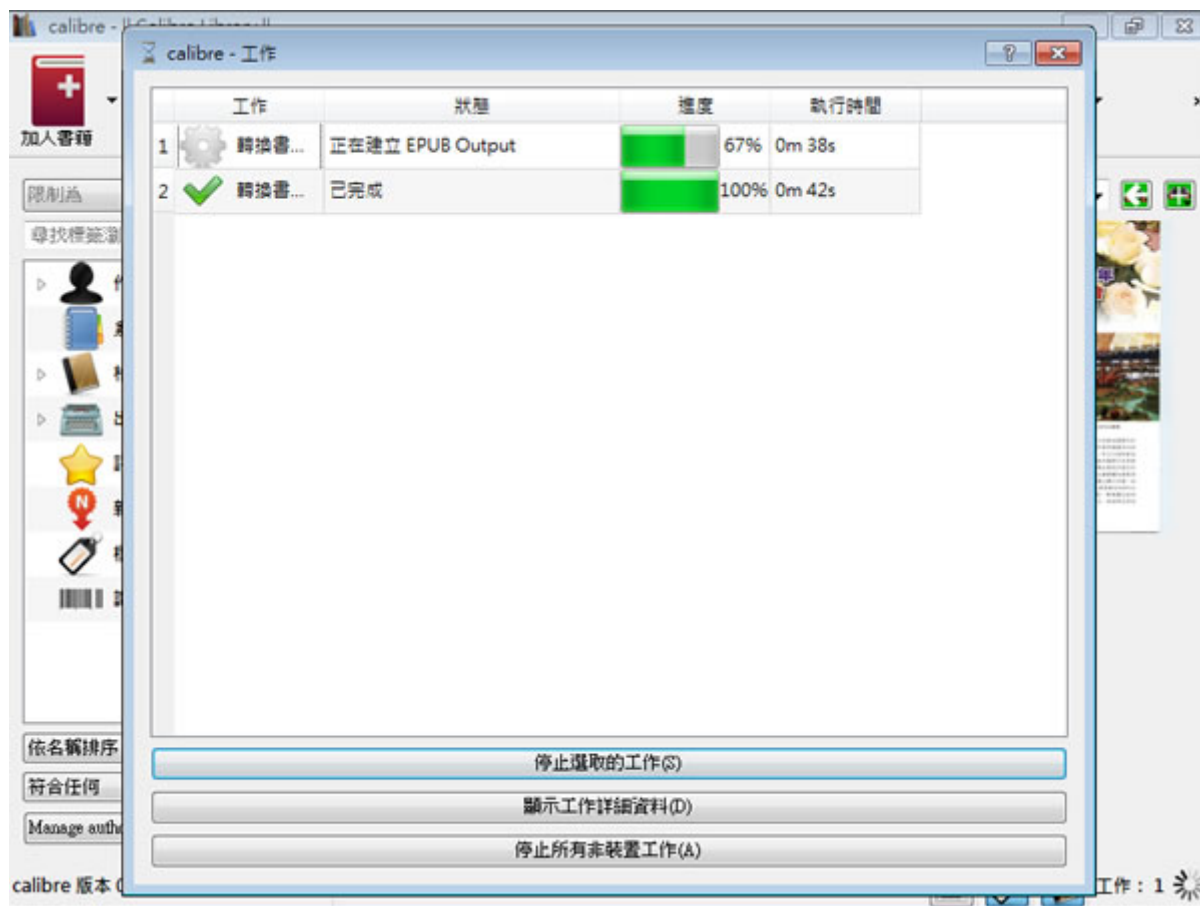 calibre -
calibre - 工作
加入書籍
工作 狀態 進度 執行時間
1 轉換書... 正在建立 EPUB Output 67% 0m 38s
2 轉換書... 已完成 100% 0m 42s
限制為
尋找標籤瀏
依名稱排序
符合任何
Manage autho
停止選取的工作(S)
顯示工作詳細資料(D)
停止所有非裝置工作(A)
calibre 版本
工作：1